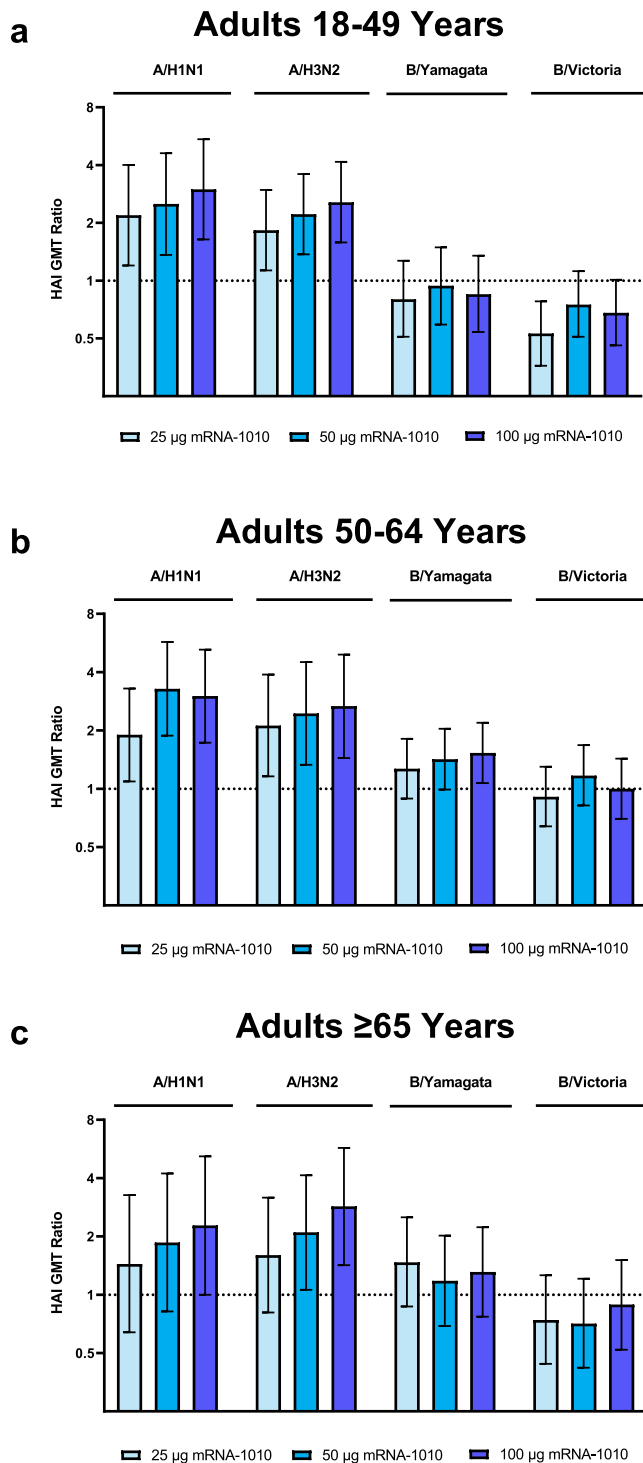 a
Adults 18-49 Years
A/H1N1 A/H3N2 B/Yamagata B/Victoria
HAI GMT Ratio
8
4
2
1
0.5
25 µg mRNA-1010 50 µg mRNA-1010 100 µg mRNA-1010
b
Adults 50-64 Years
A/H1N1 A/H3N2 B/Yamagata B/Victoria
HAI GMT Ratio
8
4
2
1
0.5
25 µg mRNA-1010 50 µg mRNA-1010 100 µg mRNA-1010
c
Adults ≥65 Years
A/H1N1 A/H3N2 B/Yamagata B/Victoria
HAI GMT Ratio
8
4
2
1
0.5
25 µg mRNA-1010 50 µg mRNA-1010 100 µg mRNA-1010